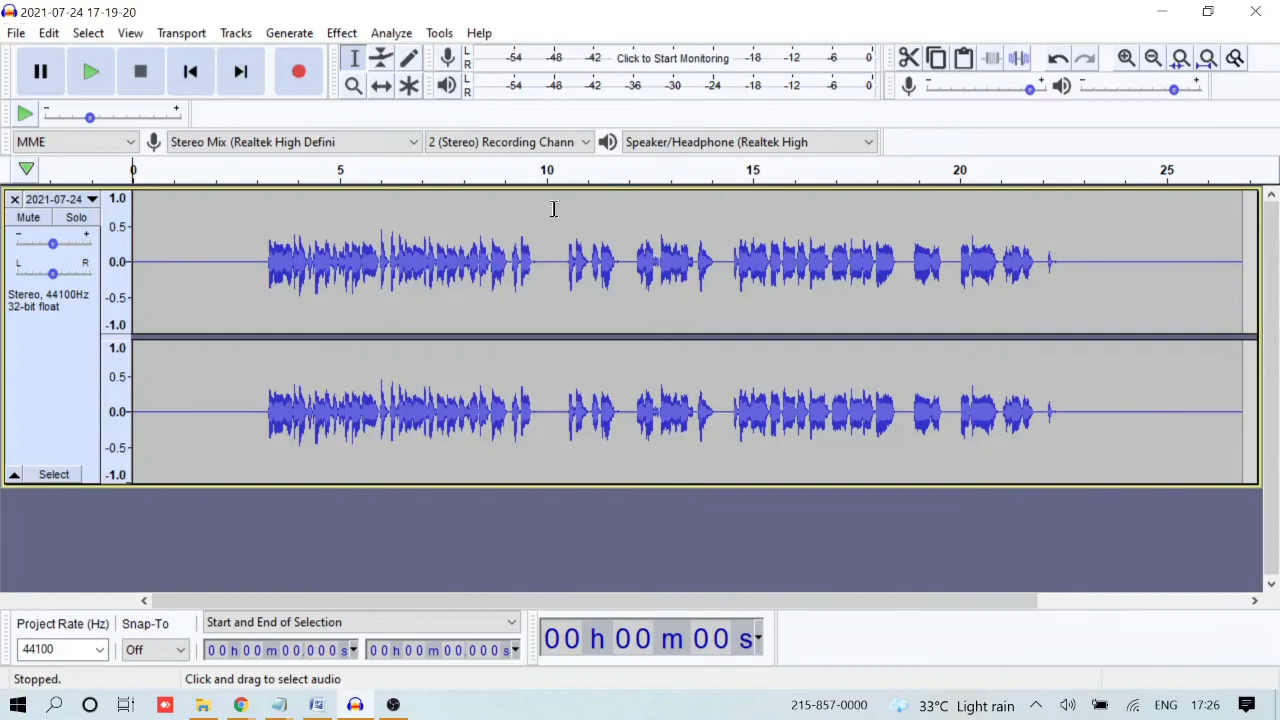 2021-07-24 17-19-20
File Edit Select View Transport Tracks Generate Effect Analyze Tools Help
L R -54 -48 -42 Click to Start Monitoring -18 -12 -6 0
L R -54 -48 -42 -36 -30 -24 -18 -12 -6 0
- + - +
- +
MME Stereo Mix (Realtek High Defini 2 (Stereo) Recording Chann Speaker/Headphone (Realtek High
0 5 10 15 20 25
2021-07-24 1.0
Mute Solo 0.5
- +
L R 0.0
Stereo, 44100Hz -0.5
32-bit float
-1.0
1.0
0.5
0.0
-0.5
Select -1.0
Project Rate (Hz) Snap-To Start and End of Selection
44100 Off 00 h 00 m 00.000 s 00 h 00 m 00.000 s 00 h 00 m 00 s
Stopped. Click and drag to select audio
215-857-0000 33°C Light rain ENG 17:26